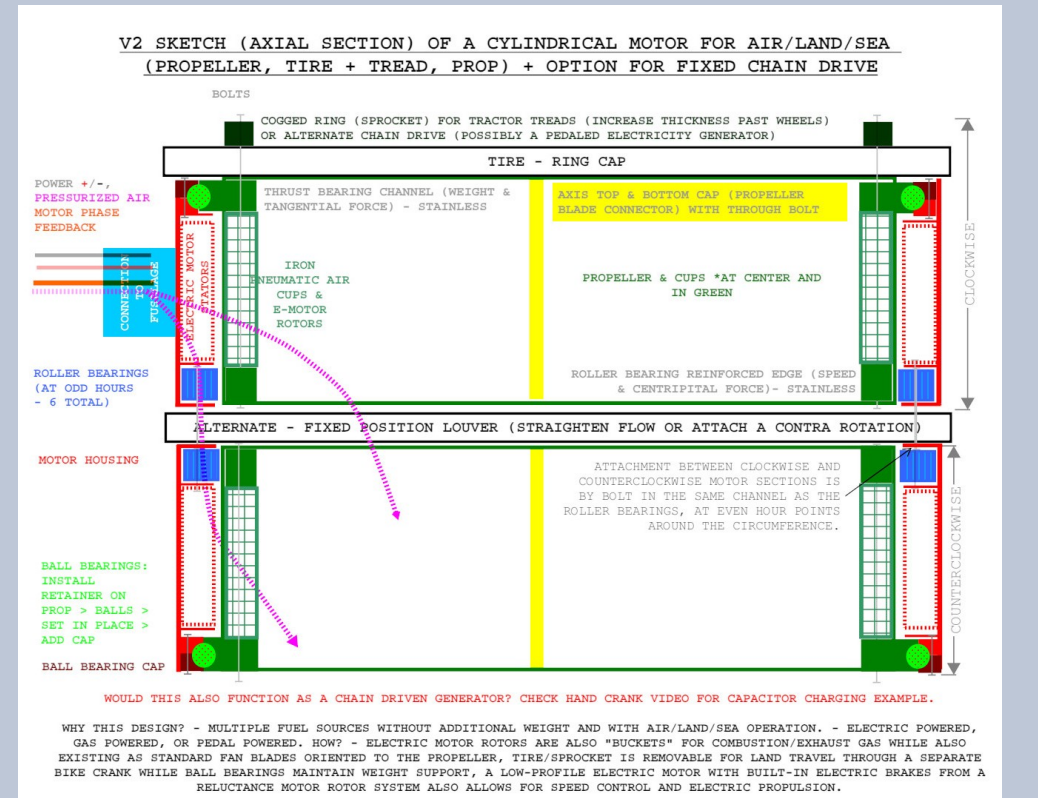 V2 SKETCH (AXIAL SECTION) OF A CYLINDRICAL MOTOR FOR AIR/LAND/SEA
(PROPELLER, TIRE + TREAD, PROP) + OPTION FOR FIXED CHAIN DRIVE
BOLTS
COGGED RING (SPROCKET) FOR TRACTOR TREADS (INCREASE THICKNESS PAST WHEELS)
OR ALTERNATE CHAIN DRIVE (POSSIBLY A PEDALED ELECTRICITY GENERATOR)
TIRE - RING CAP
POWER +/-,
PRESSURIZED AIR
MOTOR PHASE
FEEDBACK
THRUST BEARING CHANNEL (WEIGHT &
TANGENTIAL FORCE) - STAINLESS
AXIS TOP & BOTTOM CAP (PROPELLER
BLADE CONNECTOR) WITH THROUGH BOLT
CONNECTION
TO
FUSELAGE
ELECTRIC MOTOR
STATORS
IRON
PNEUMATIC AIR
CUPS &
E-MOTOR
ROTORS
PROPELLER & CUPS *AT CENTER AND
IN GREEN
CLOCKWISE
ROLLER BEARINGS
(AT ODD HOURS
- 6 TOTAL)
ROLLER BEARING REINFORCED EDGE (SPEED
& CENTRIPITAL FORCE)- STAINLESS
ALTERNATE - FIXED POSITION LOUVER (STRAIGHTEN FLOW OR ATTACH A CONTRA ROTATION)
MOTOR HOUSING
ATTACHMENT BETWEEN CLOCKWISE AND
COUNTERCLOCKWISE MOTOR SECTIONS IS
BY BOLT IN THE SAME CHANNEL AS THE
ROLLER BEARINGS, AT EVEN HOUR POINTS
AROUND THE CIRCUMFERENCE.
COUNTERCLOCKWISE
BALL BEARINGS:
INSTALL
RETAINER ON
PROP > BALLS >
SET IN PLACE >
ADD CAP
BALL BEARING CAP
WOULD THIS ALSO FUNCTION AS A CHAIN DRIVEN GENERATOR? CHECK HAND CRANK VIDEO FOR CAPACITOR CHARGING EXAMPLE.
WHY THIS DESIGN? - MULTIPLE FUEL SOURCES WITHOUT ADDITIONAL WEIGHT AND WITH AIR/LAND/SEA OPERATION. - ELECTRIC POWERED,
GAS POWERED, OR PEDAL POWERED. HOW? - ELECTRIC MOTOR ROTORS ARE ALSO "BUCKETS" FOR COMBUSTION/EXHAUST GAS WHILE ALSO
EXISTING AS STANDARD FAN BLADES ORIENTED TO THE PROPELLER, TIRE/SPROCKET IS REMOVABLE FOR LAND TRAVEL THROUGH A SEPARATE
BIKE CRANK WHILE BALL BEARINGS MAINTAIN WEIGHT SUPPORT, A LOW-PROFILE ELECTRIC MOTOR WITH BUILT-IN ELECTRIC BRAKES FROM A
RELUCTANCE MOTOR ROTOR SYSTEM ALSO ALLOWS FOR SPEED CONTROL AND ELECTRIC PROPULSION.